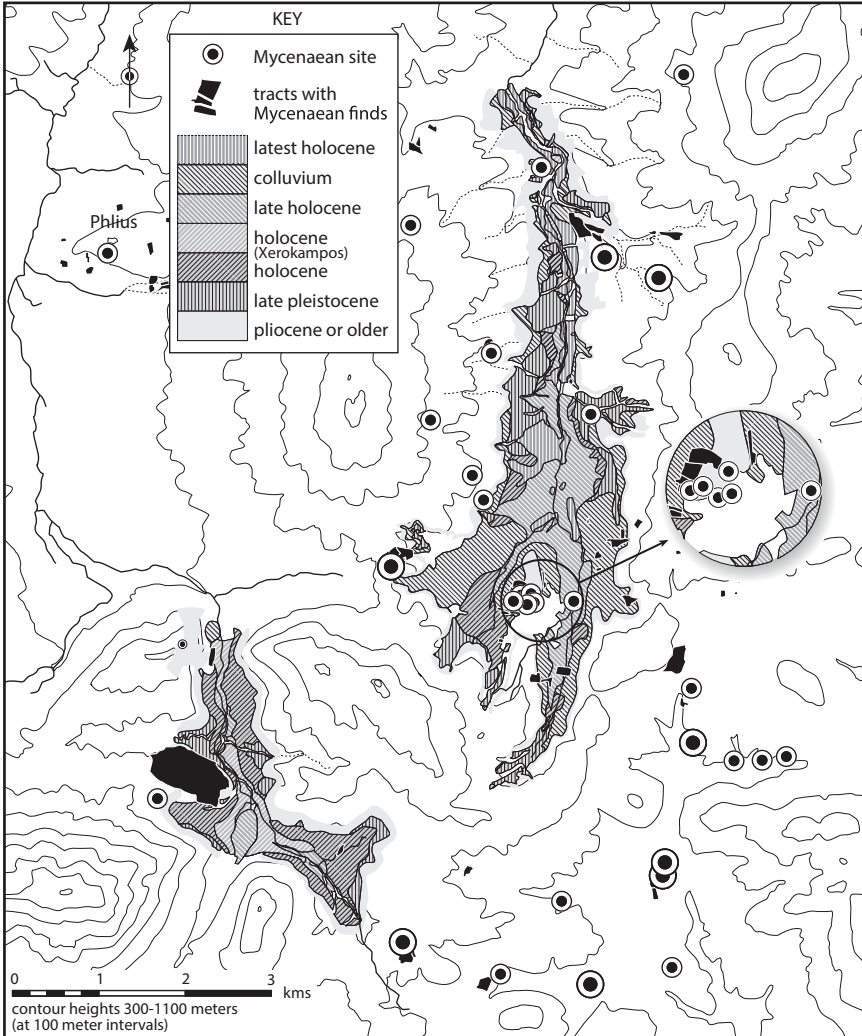 KEY
Mycenaean site
tracts with
Mycenaean finds
latest holocene
colluvium
late holocene
holocene
(Xerokampos)
holocene
late pleistocene
pliocene or older
Phlius
0 1 2 3
kms
contour heights 300-1100 meters
(at 100 meter intervals)